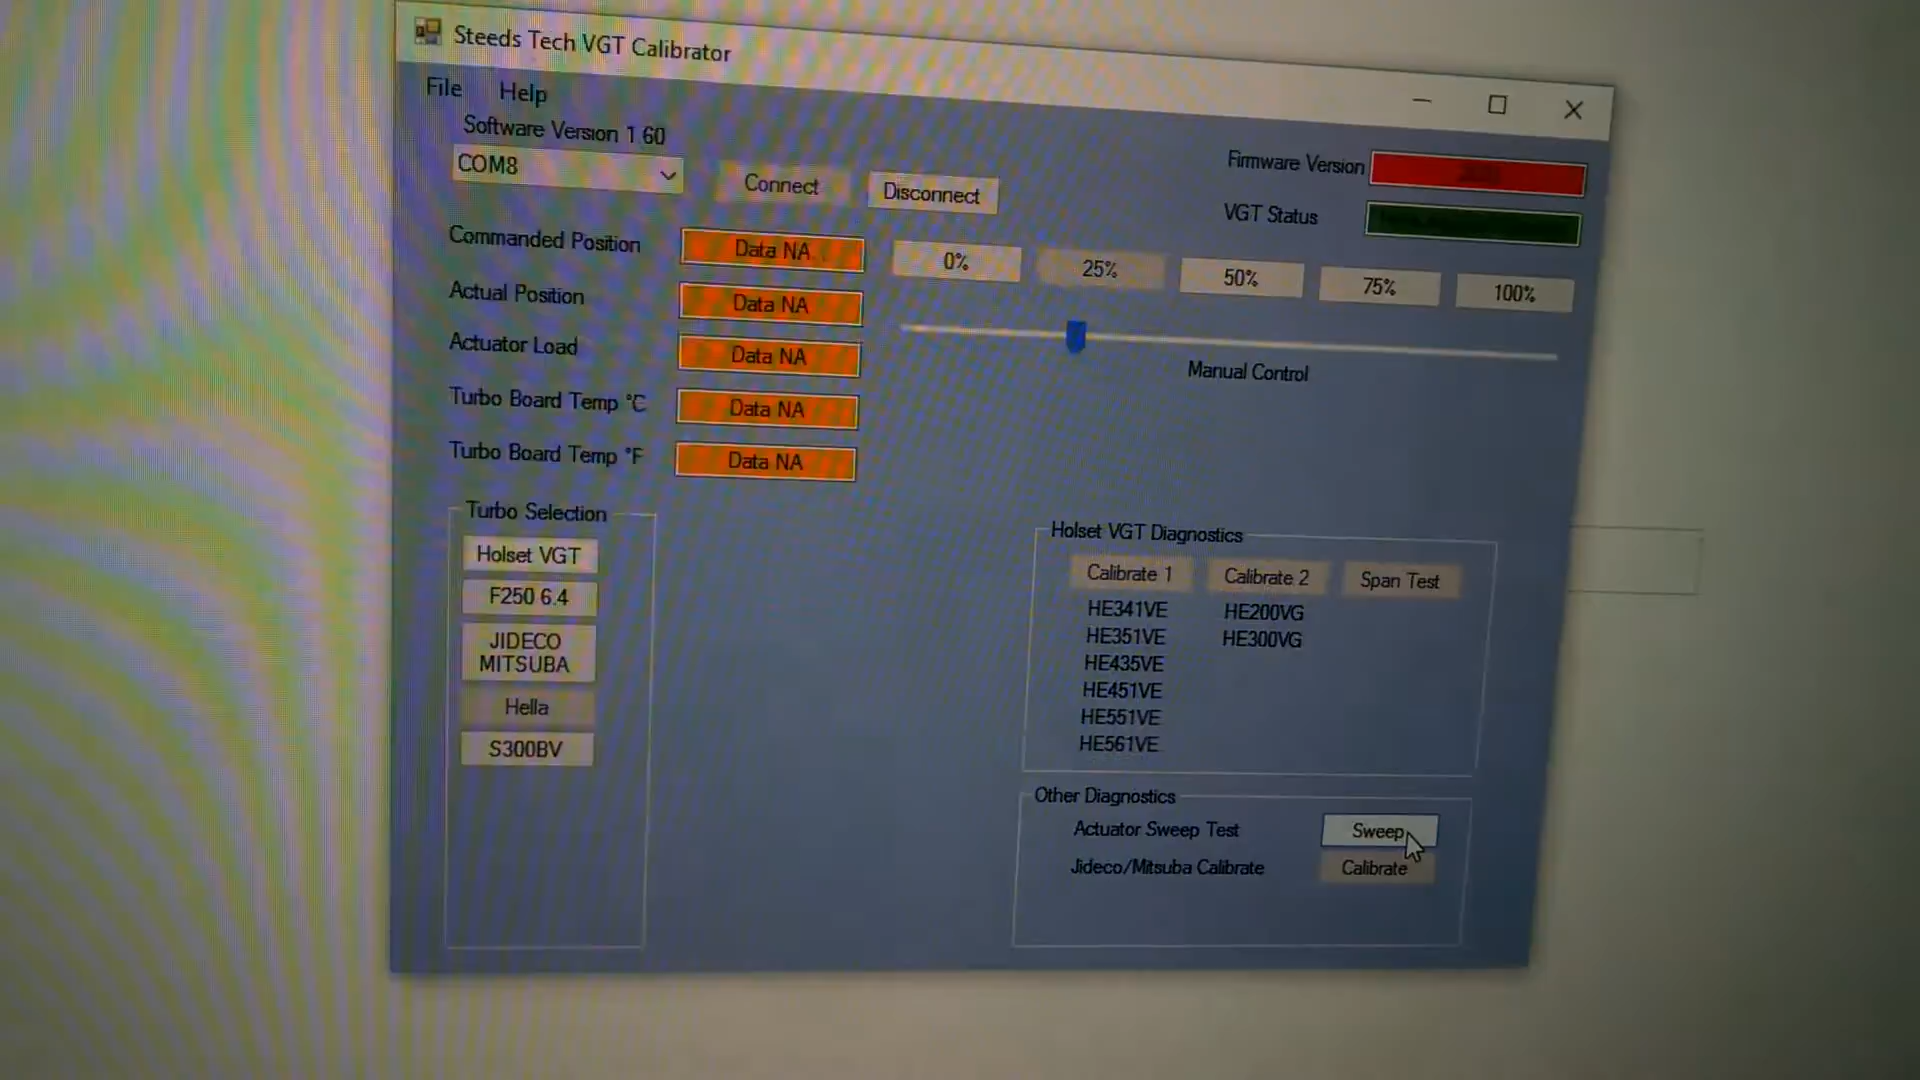 Steeds Tech VGT Calibrator
File Help
Software Version 1.60
COM8
Connect
Disconnect
Firmware Version
VGT Status
Commanded Position
Data NA
0%
25%
50%
75%
100%
Actual Position
Data NA
Manual Control
Actuator Load
Data NA
Turbo Board Temp °C
Data NA
Turbo Board Temp °F
Data NA
Turbo Selection
Holset VGT
F250 6.4
JIDECO
MITSUBA
Hella
S300BV
Holset VGT Diagnostics
Calibrate 1
Calibrate 2
Span Test
HE341VE
HE351VE
HE435VE
HE451VE
HE551VE
HE561VE
HE200VG
HE300VG
Other Diagnostics
Actuator Sweep Test
Sweep
Jideco/Mitsuba Calibrate
Calibrate